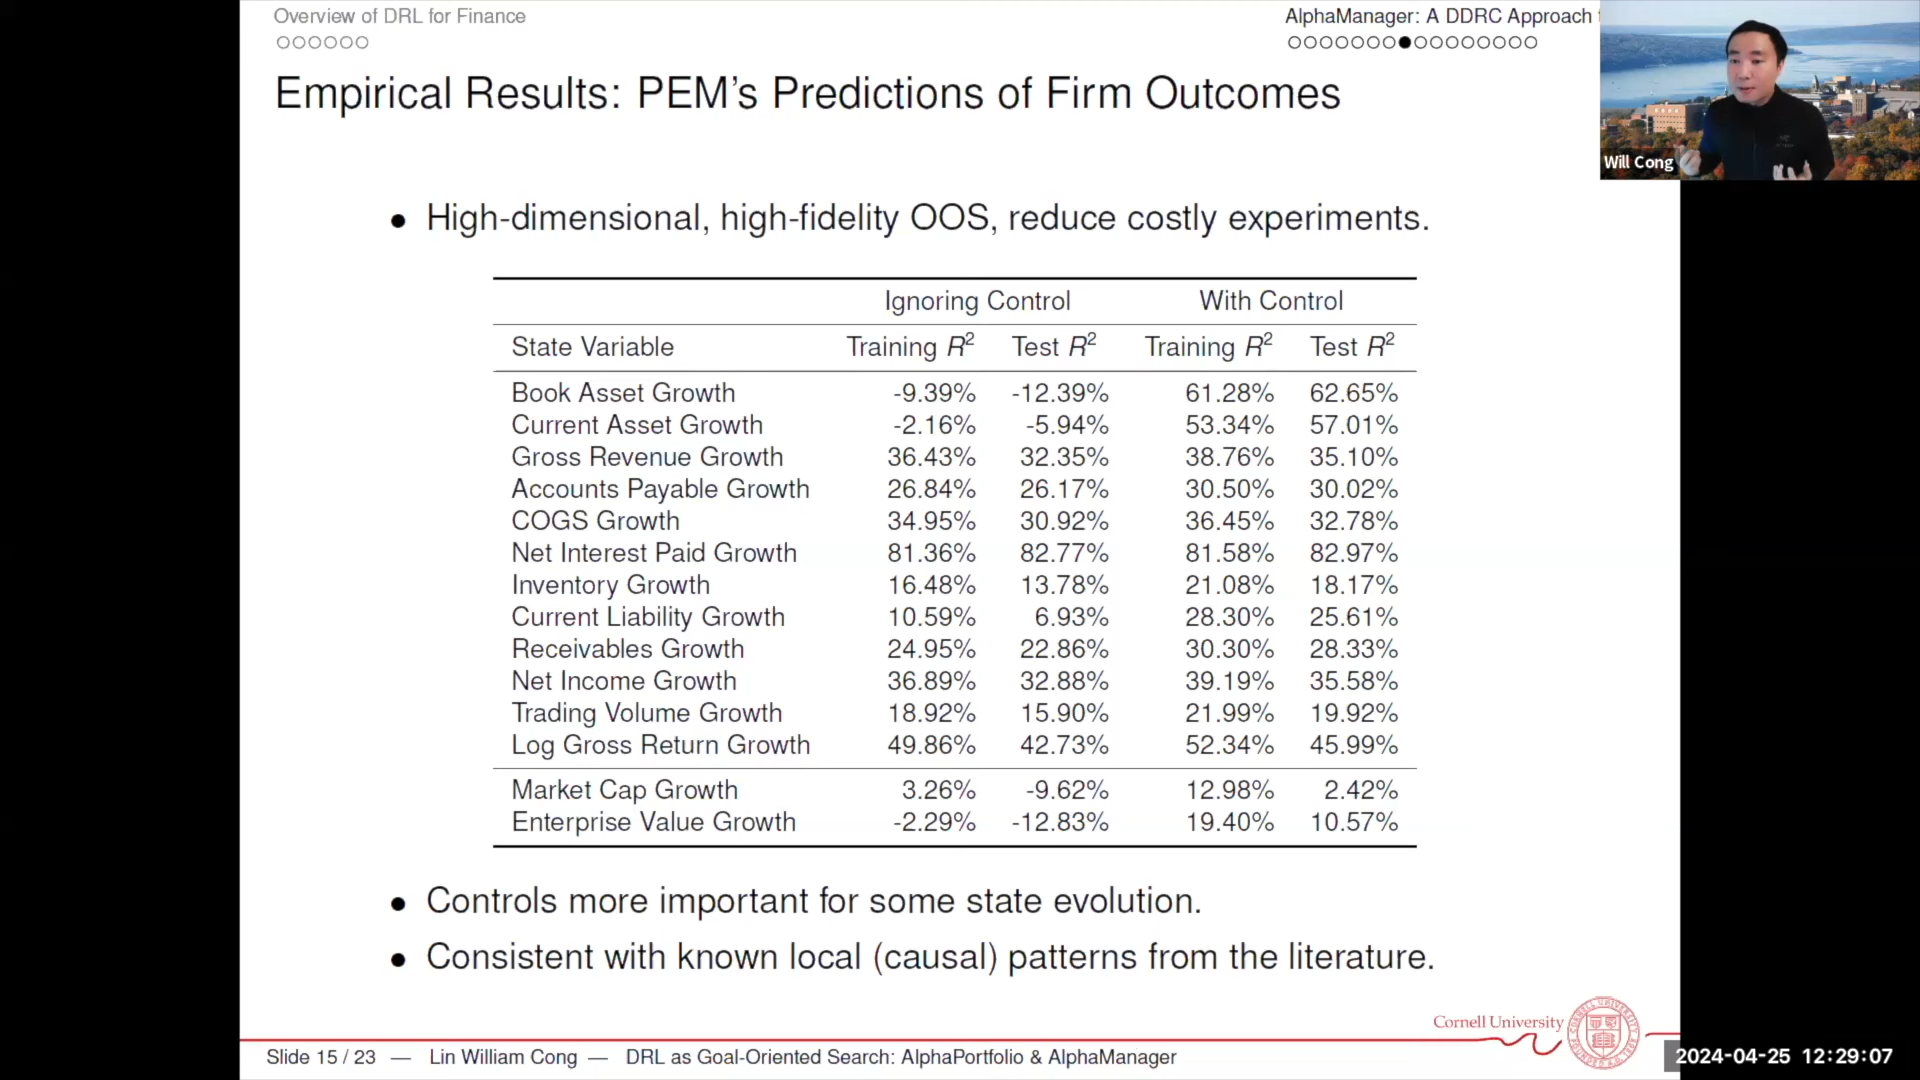 Overview of DRL for Finance
AlphaManager: A DDRC Approach
Will Cong
Empirical Results: PEM's Predictions of Firm Outcomes
• High-dimensional, high-fidelity OOS, reduce costly experiments.
Ignoring Control With Control
State Variable Training R² Test R² Training R² Test R²
Book Asset Growth -9.39% -12.39% 61.28% 62.65%
Current Asset Growth -2.16% -5.94% 53.34% 57.01%
Gross Revenue Growth 36.43% 32.35% 38.76% 35.10%
Accounts Payable Growth 26.84% 26.17% 30.50% 30.02%
COGS Growth 34.95% 30.92% 36.45% 32.78%
Net Interest Paid Growth 81.36% 82.77% 81.58% 82.97%
Inventory Growth 16.48% 13.78% 21.08% 18.17%
Current Liability Growth 10.59% 6.93% 28.30% 25.61%
Receivables Growth 24.95% 22.86% 30.30% 28.33%
Net Income Growth 36.89% 32.88% 39.19% 35.58%
Trading Volume Growth 18.92% 15.90% 21.99% 19.92%
Log Gross Return Growth 49.86% 42.73% 52.34% 45.99%
Market Cap Growth 3.26% -9.62% 12.98% 2.42%
Enterprise Value Growth -2.29% -12.83% 19.40% 10.57%
• Controls more important for some state evolution.
• Consistent with known local (causal) patterns from the literature.
Cornell University
Slide 15 / 23 — Lin William Cong — DRL as Goal-Oriented Search: AlphaPortfolio & AlphaManager
2024-04-25 12:29:07